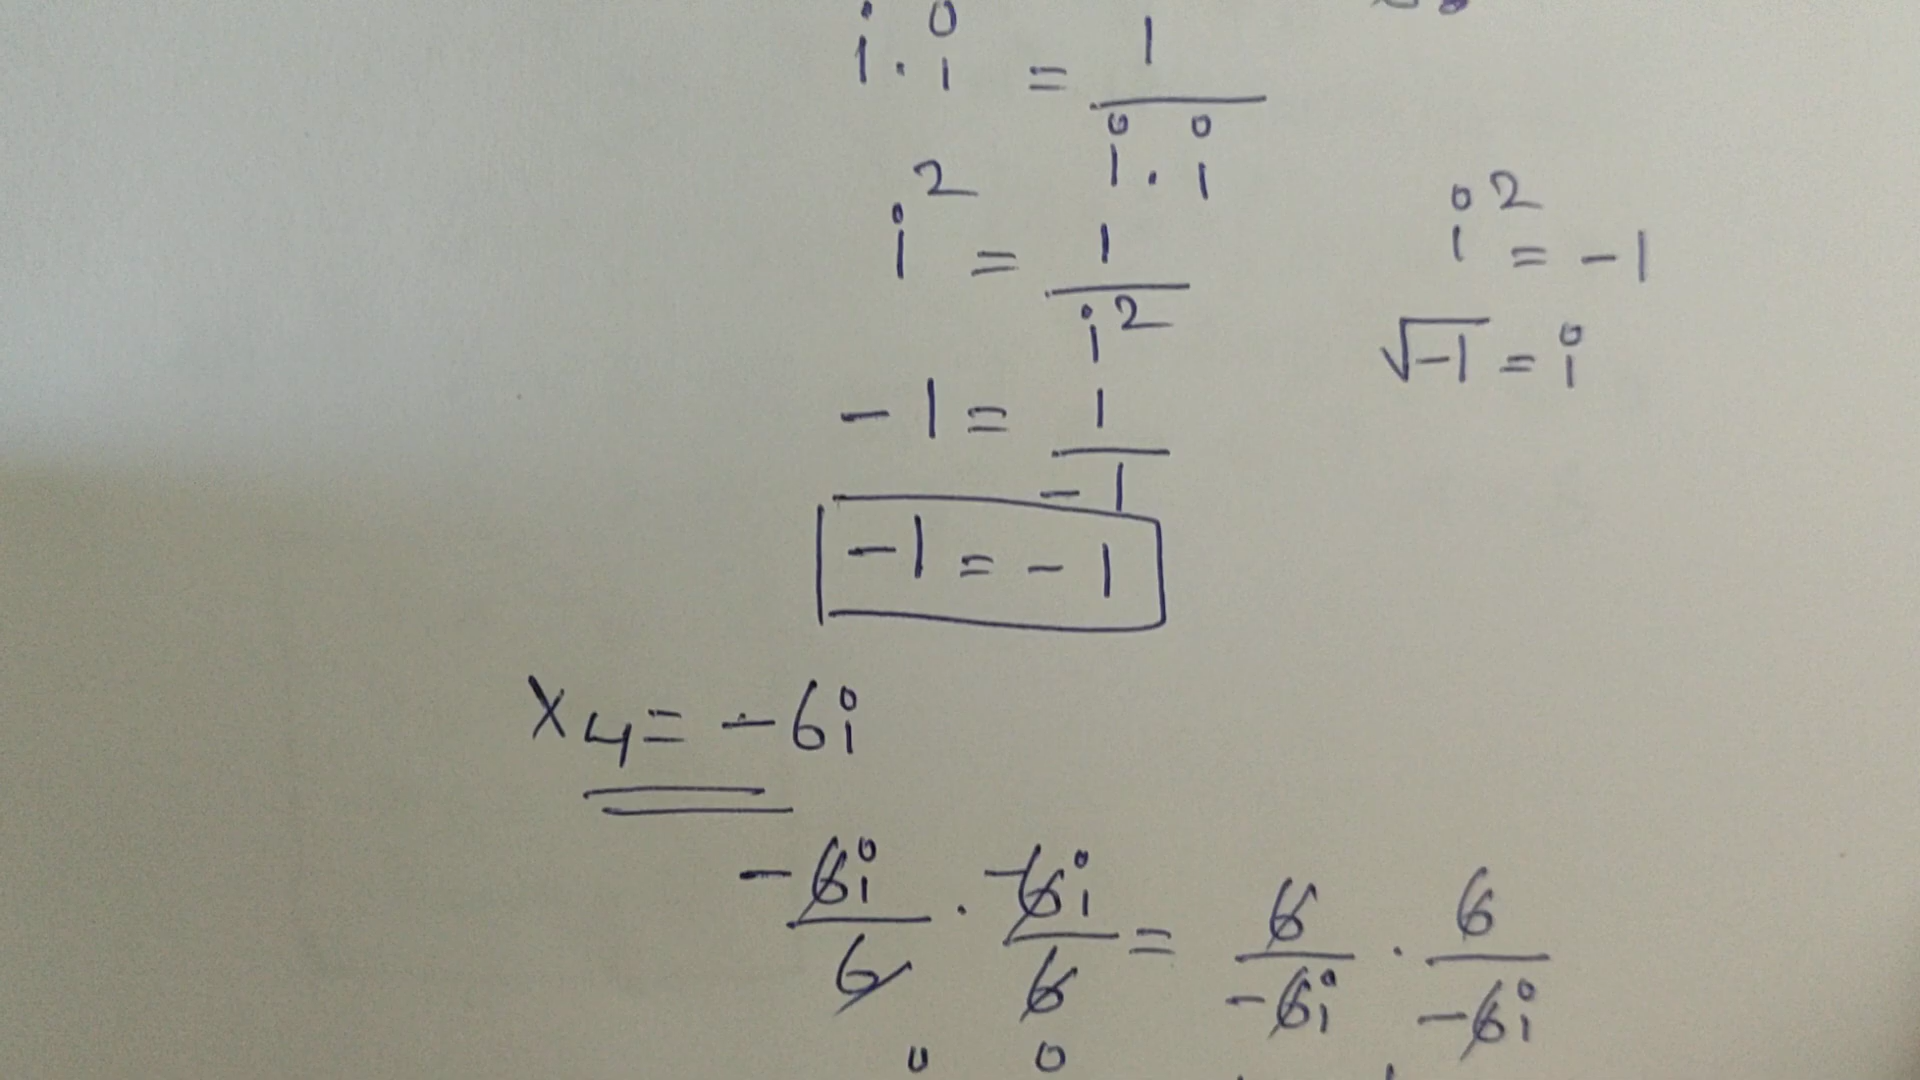 i . i = 1 / i . i
i² = 1 / i²
i² = -1
√-1 = i
-1 = 1 / -1
-1 = -1
x₄ = -6i
-6i / 6 . -6i / 6 = 6 / -6i . 6 / -6i